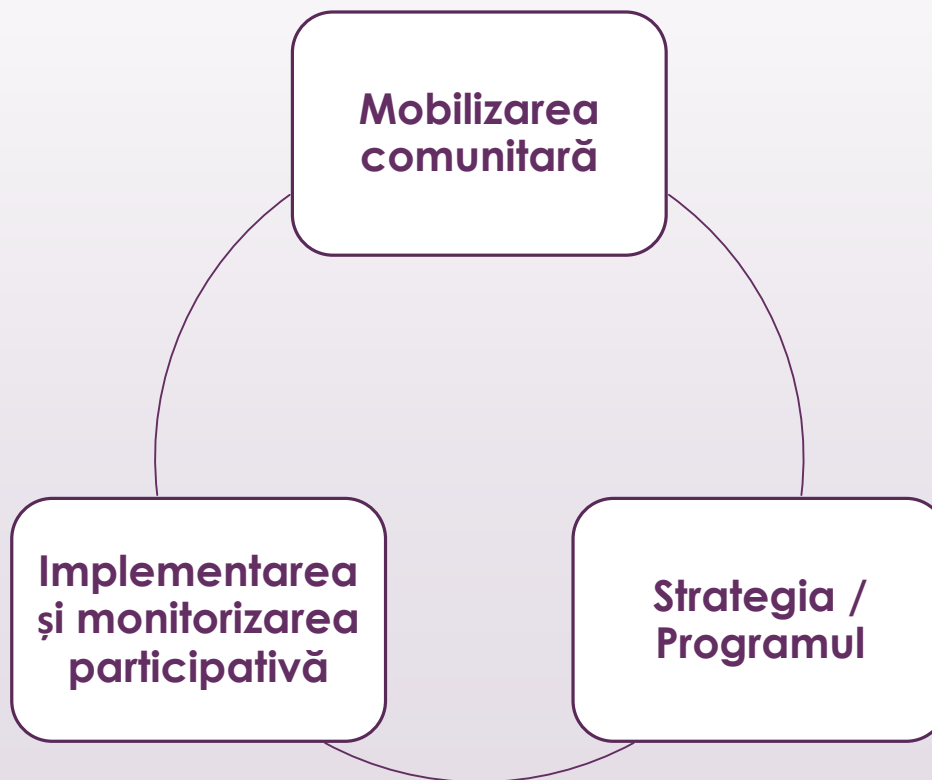 Mobilizarea
comunitară
Implementarea
și monitorizarea
participativă
Strategia /
Programul